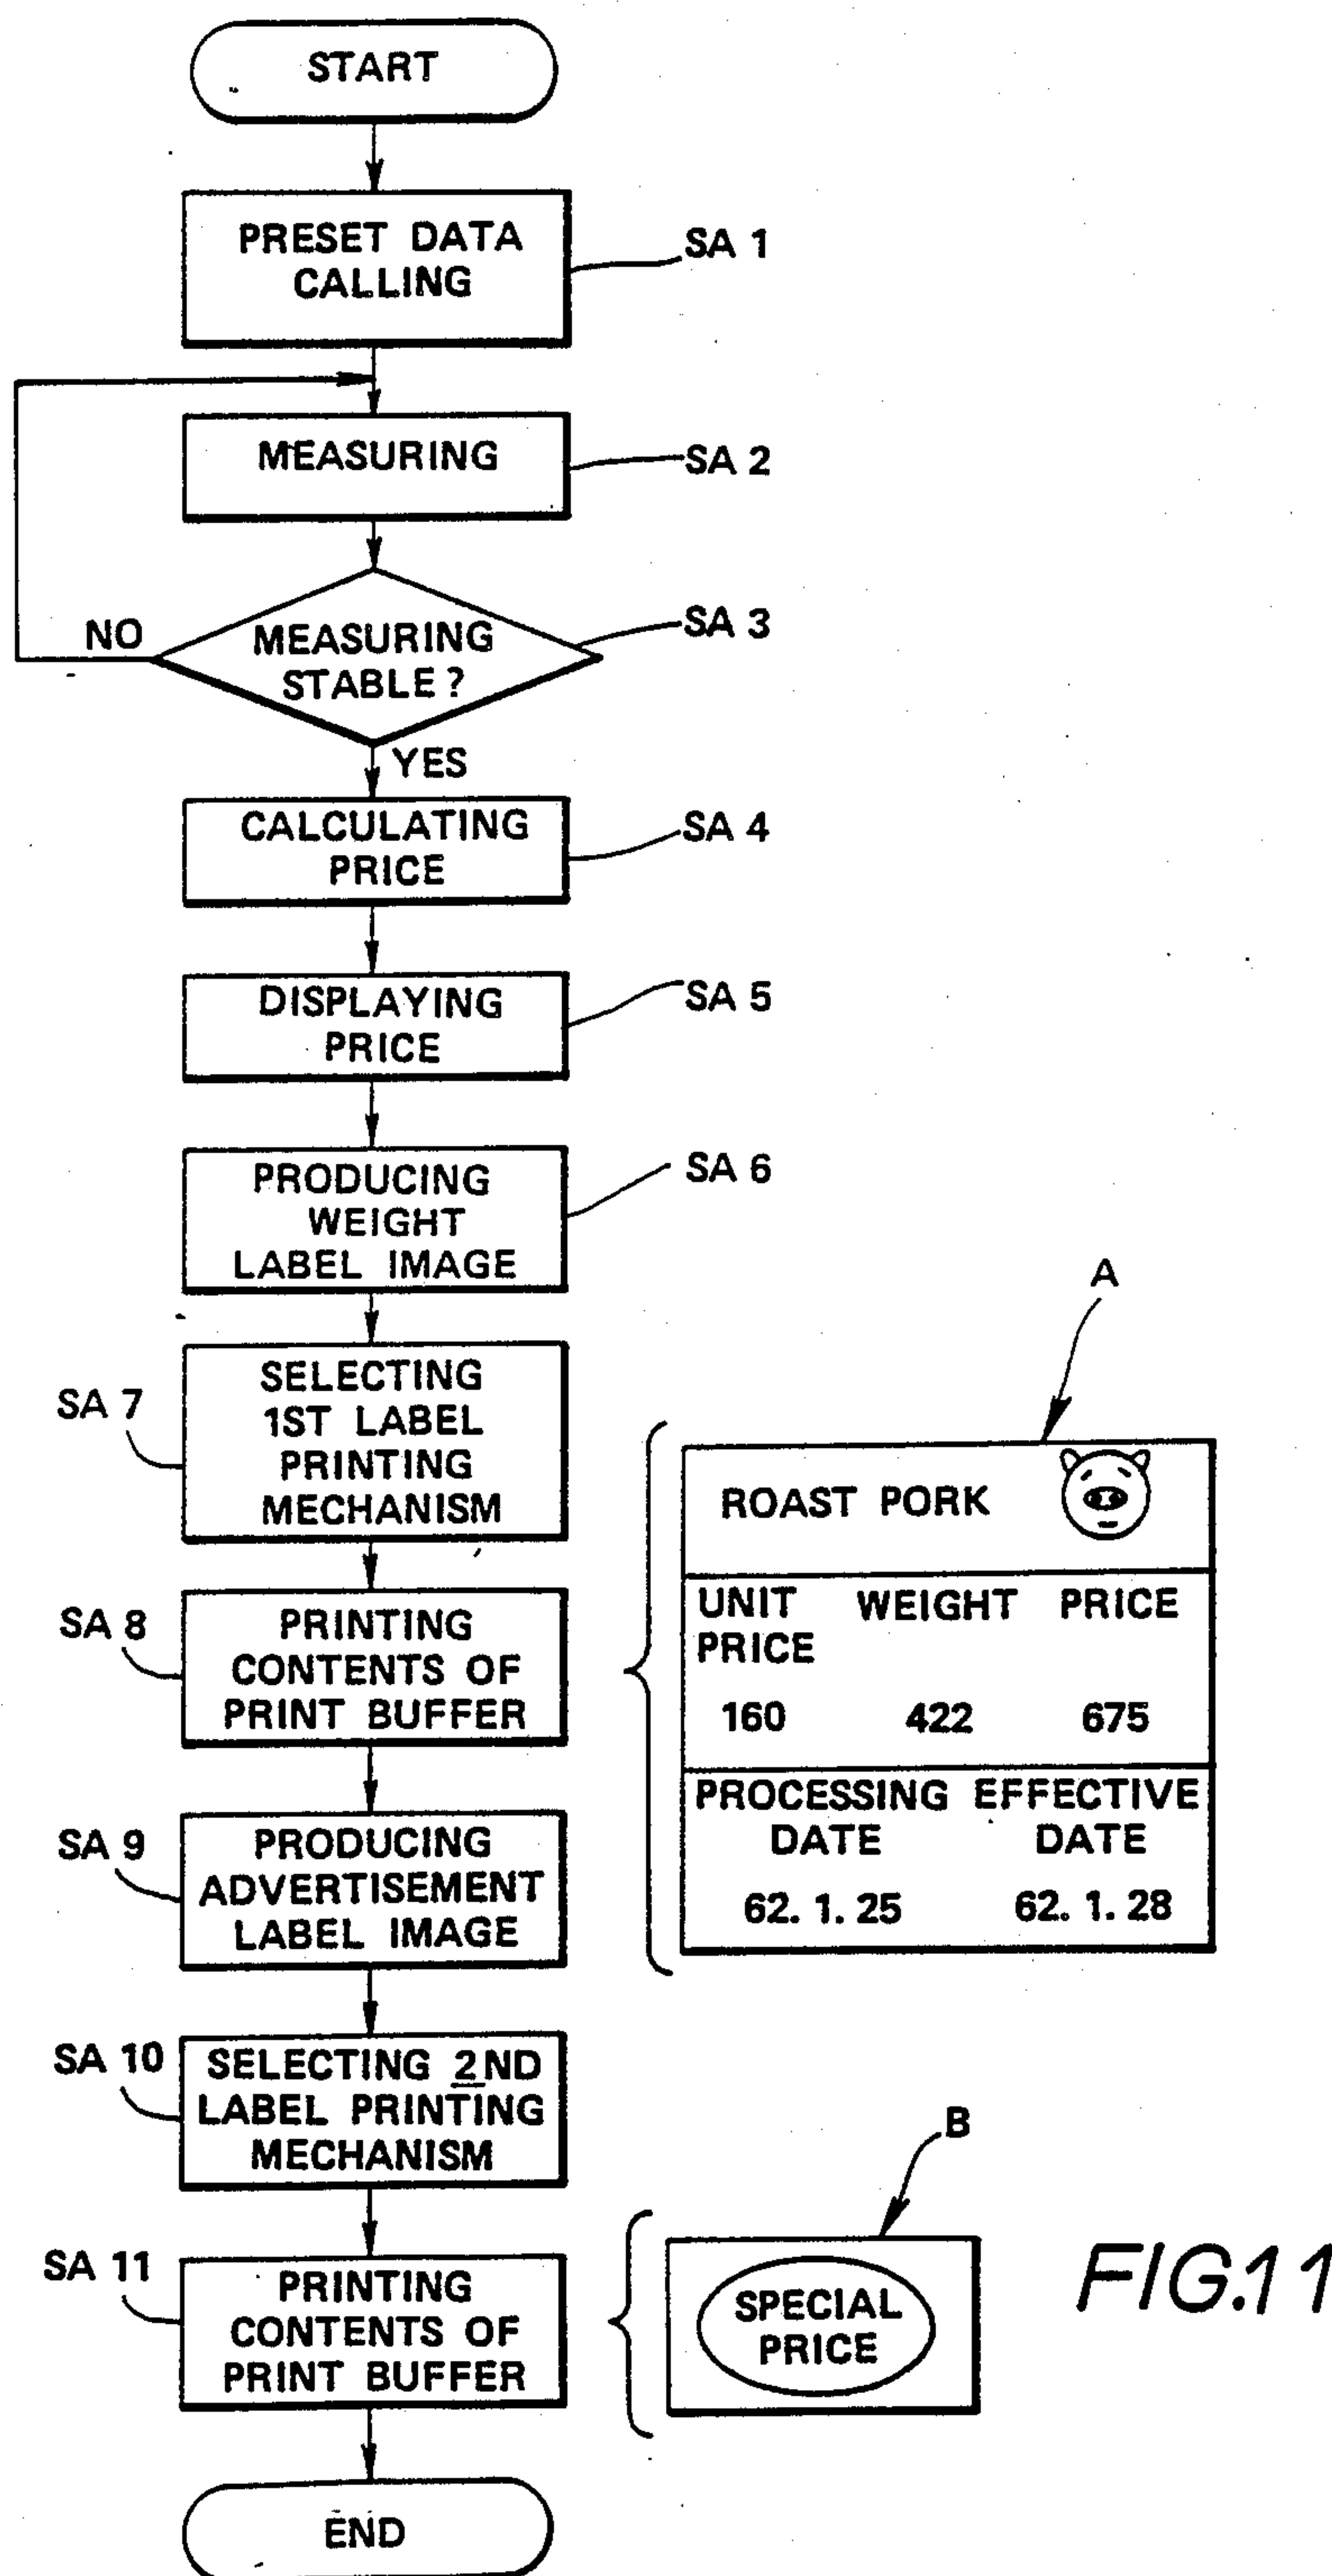 START
PRESET DATA
CALLING
SA 1
MEASURING
SA 2
MEASURING
STABLE?
SA 3
NO
YES
CALCULATING
PRICE
SA 4
DISPLAYING
PRICE
SA 5
PRODUCING
WEIGHT
LABEL IMAGE
SA 6
SA 7
SELECTING
1ST LABEL
PRINTING
MECHANISM
SA 8
PRINTING
CONTENTS OF
PRINT BUFFER
A
ROAST PORK
UNIT PRICE WEIGHT PRICE
160 422 675
PROCESSING DATE EFFECTIVE DATE
62. 1. 25 62. 1. 28
SA 9
PRODUCING
ADVERTISEMENT
LABEL IMAGE
SA 10
SELECTING 2ND
LABEL PRINTING
MECHANISM
SA 11
PRINTING
CONTENTS OF
PRINT BUFFER
B
SPECIAL
PRICE
END
FIG.11